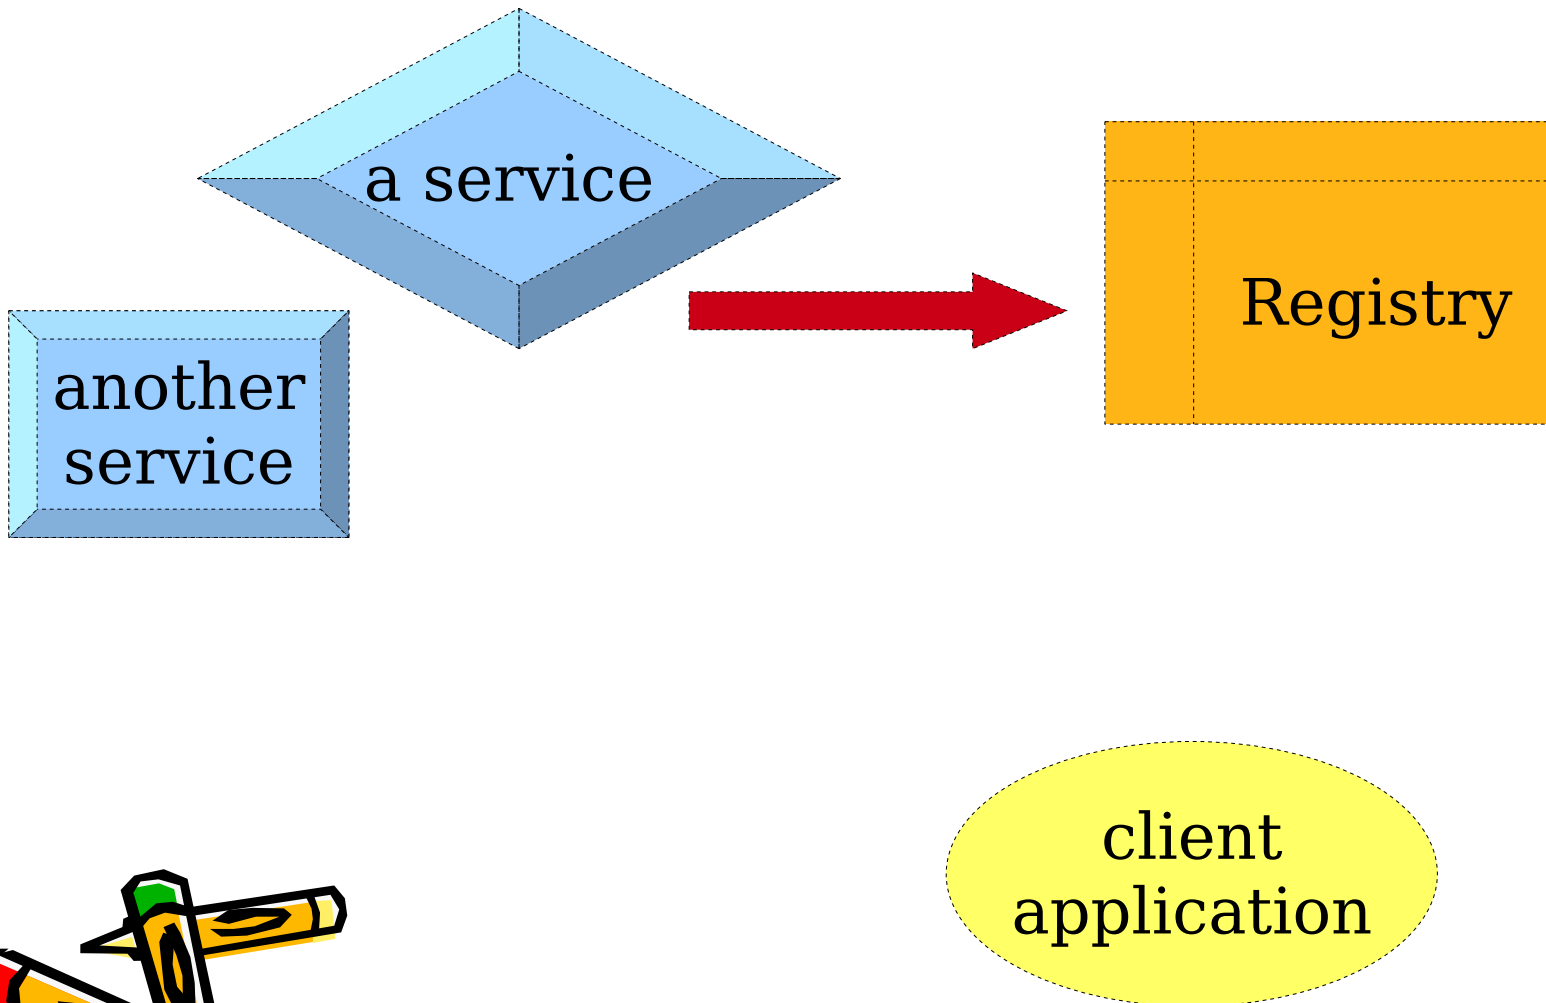 a service
Registry
another
service
client
application